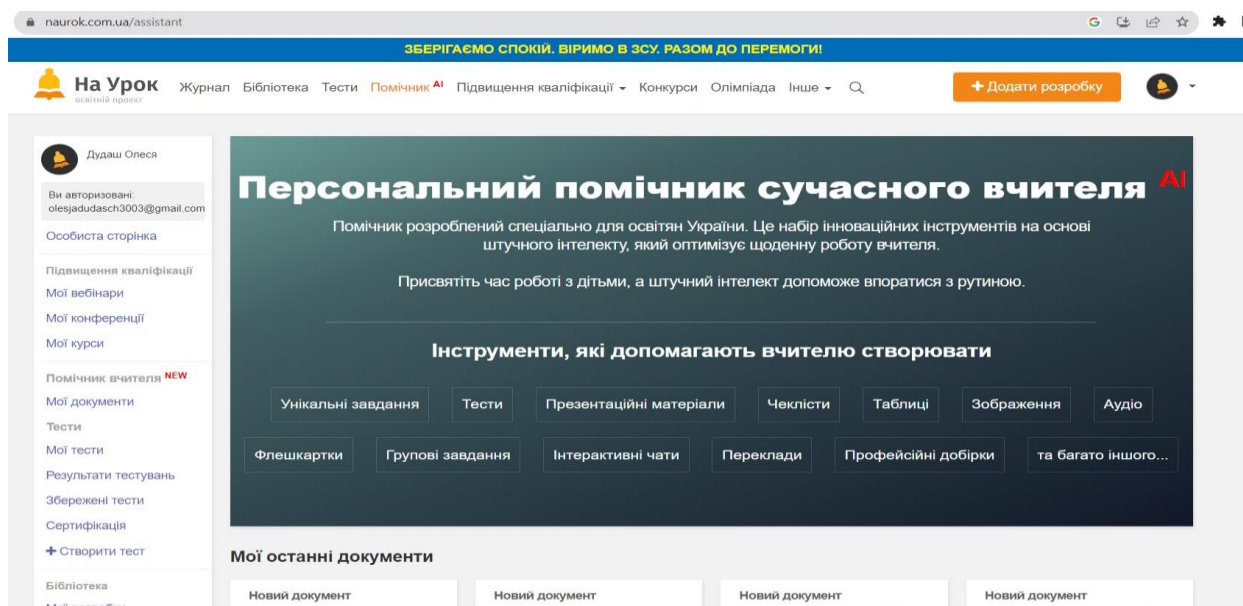 naurok.com.ua/assistant
ЗБЕРІГАЄМО СПОКІЙ. ВІРИМО В ЗСУ. РАЗОМ ДО ПЕРЕМОГИ!
На Урок
освітній проект
Журнал Бібліотека Тести Помічник AI Підвищення кваліфікації Конкурси Олімпіада Інше
+ Додати розробку
Дудаш Олеся
Ви авторизовані:
olesjadudasch3003@gmail.com
Особиста сторінка
Підвищення кваліфікації
Мої вебінари
Мої конференції
Мої курси
Помічник вчителя NEW
Мої документи
Тести
Мої тести
Результати тестувань
Збережені тести
Сертифікація
+ Створити тест
Бібліотека
Персональний помічник сучасного вчителя AI
Помічник розроблений спеціально для освітян України. Це набір інноваційних інструментів на основі
штучного інтелекту, який оптимізує щоденну роботу вчителя.
Присвятіть час роботі з дітьми, а штучний інтелект допоможе впоратися з рутиною.
Інструменти, які допомагають вчителю створювати
Унікальні завдання Тести Презентаційні матеріали Чеклісти Таблиці Зображення Аудіо
Флешкартки Групові завдання Інтерактивні чати Переклади Профейсійні добірки та багато іншого...
Мої останні документи
Новий документ Новий документ Новий документ Новий документ